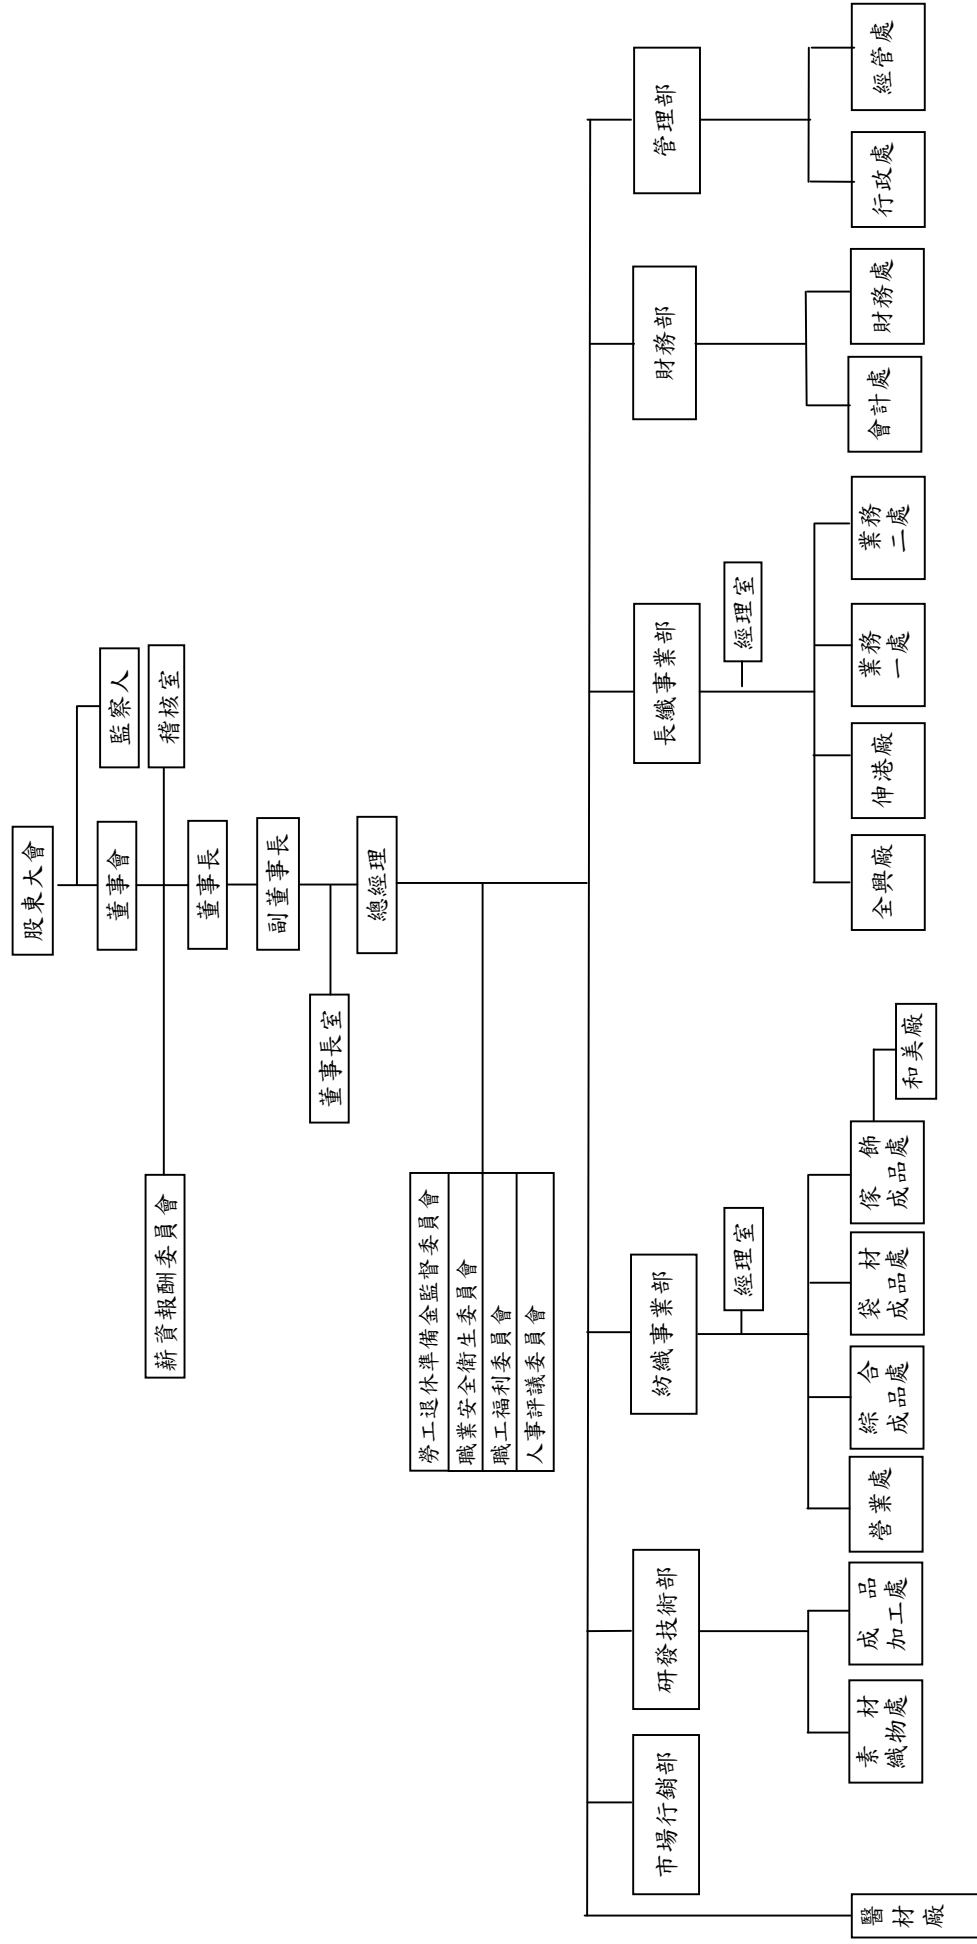 股東大會
監察人
董事會
稽核室
薪資報酬委員會
董事長
副董事長
董事長室
總經理
勞工退休準備金監督委員會
職業安全衛生委員會
職工福利委員會
人事評議委員會
醫材廠
市場行銷部
研發技術部
紡織事業部
長纖事業部
財務部
管理部
經理室
經理室
素材
織物處
成品
加工處
營業處
綜合
成品處
袋材
成品處
傢飾
成品處
和美廠
全興廠
伸港廠
業務
一處
業務
二處
會計處
財務處
行政處
經管處